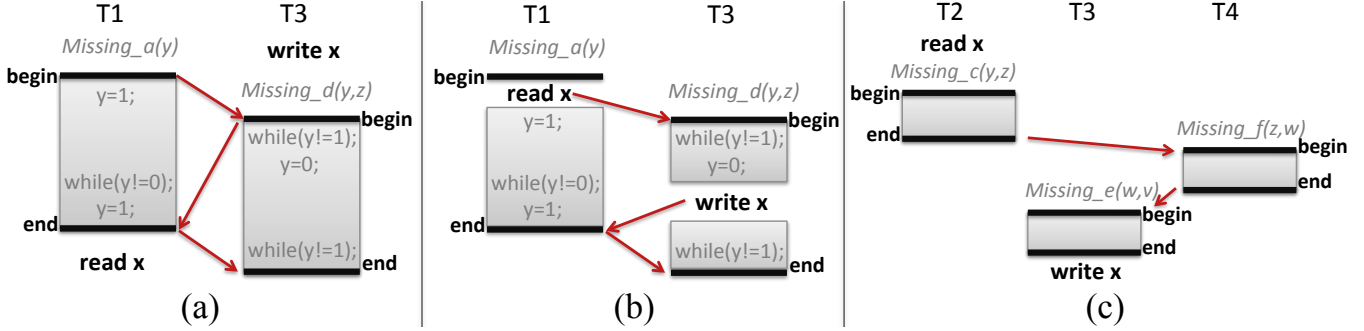 T1
T3
Missing_a(y)
write x
begin
y=1;
Missing_d(y,z)
begin
while(y!=1);
y=0;
while(y!=0);
y=1;
end
while(y!=1);
end
read x
(a)
T1
T3
Missing_a(y)
begin
read x
Missing_d(y,z)
begin
y=1;
while(y!=1);
y=0;
while(y!=0);
y=1;
write x
end
while(y!=1);
end
(b)
T2
T3
T4
read x
Missing_c(y,z)
begin
end
Missing_f(z,w)
begin
end
Missing_e(w,v)
begin
end
write x
(c)